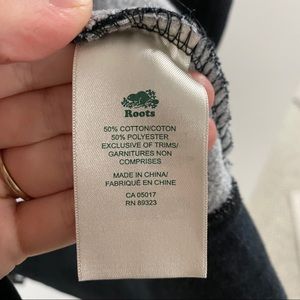 Roots
50% COTTON/COTON
50% POLYESTER
EXCLUSIVE OF TRIMS/
GARNITURES NON
COMPRISES
MADE IN CHINA/
FABRIQUÉ EN CHINE
CA 05017
RN 89323